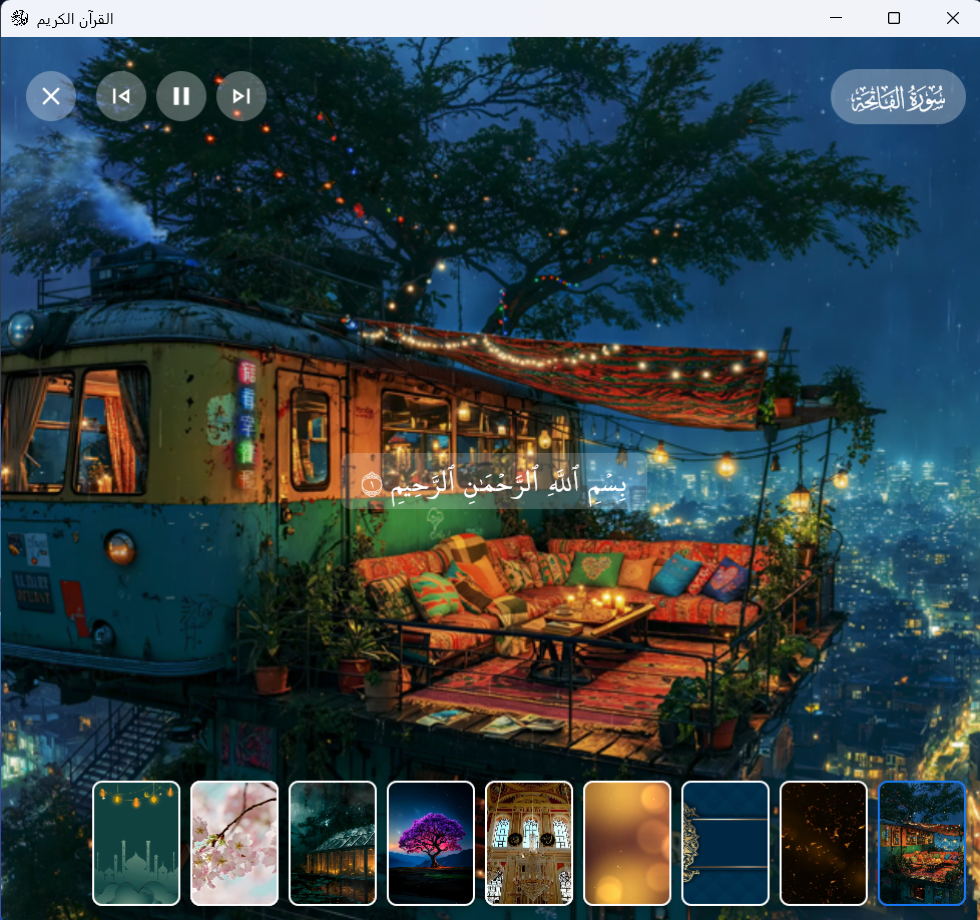 القرآن الكريم
سُورَةُ الفَاتِحَةِ
بِسۡمِ ٱللَّهِ ٱلرَّحۡمَٰنِ ٱلرَّحِيمِ ١